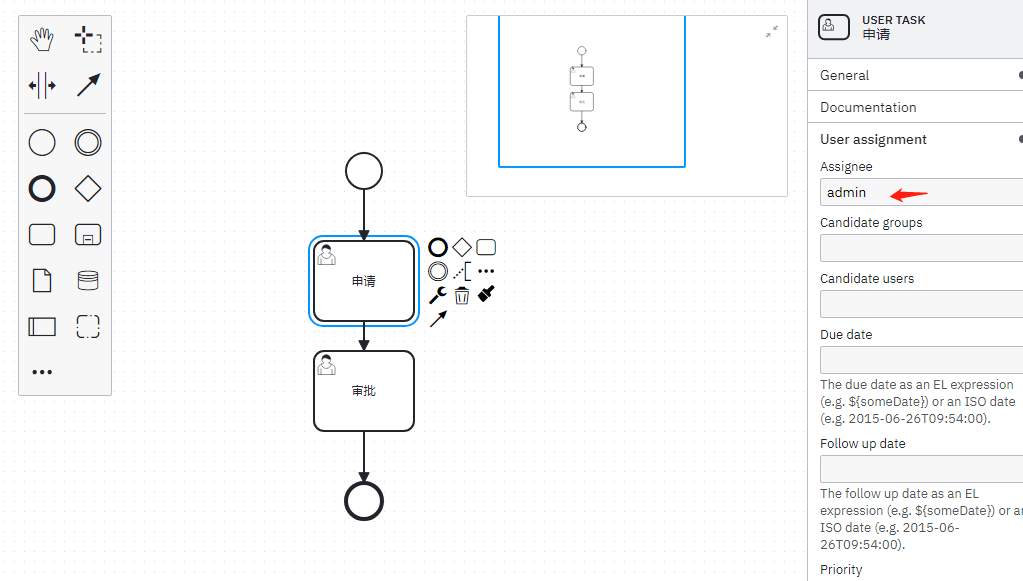 申请
审批
USER TASK
申请
General
Documentation
User assignment
Assignee
admin
Candidate groups
Candidate users
Due date
The due date as an EL expression
(e.g. ${someDate}) or an ISO date
(e.g. 2015-06-26T09:54:00).
Follow up date
The follow up date as an EL
expression (e.g. ${someDate}) or an
ISO date (e.g. 2015-06-
26T09:54:00).
Priority